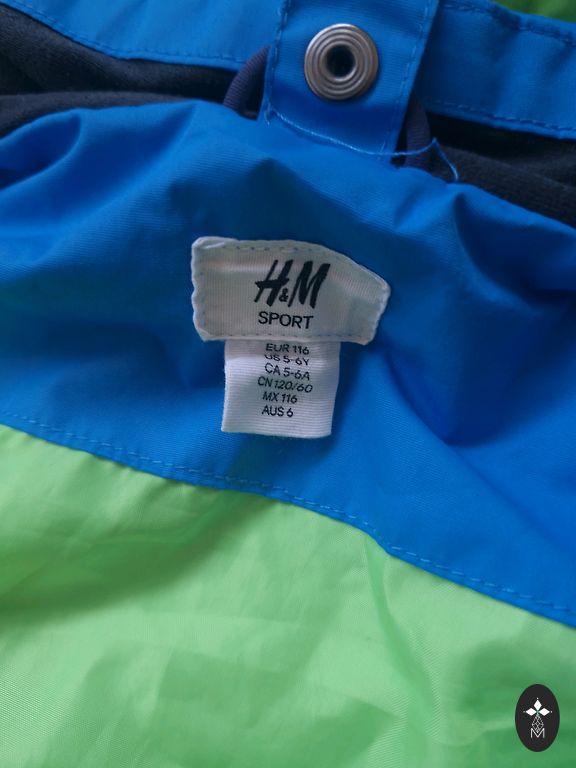 H&M
SPORT
EUR 116
US 5-6Y
CA 5-6A
CN 120/60
MX 116
AUS 6
M